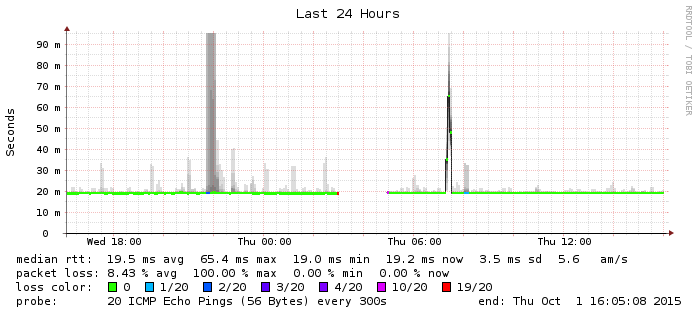 Last 24 Hours
RRDTOOL / TOBI OETIKER
Seconds
90 m
80 m
70 m
60 m
50 m
40 m
30 m
20 m
10 m
0
Wed 18:00 Thu 00:00 Thu 06:00 Thu 12:00
median rtt: 19.5 ms avg 65.4 ms max 19.0 ms min 19.2 ms now 3.5 ms sd 5.6 am/s
packet loss: 8.43 % avg 100.00 % max 0.00 % min 0.00 % now
loss color: 0 1/20 2/20 3/20 4/20 10/20 19/20
probe: 20 ICMP Echo Pings (56 Bytes) every 300s end: Thu Oct 1 16:05:08 2015